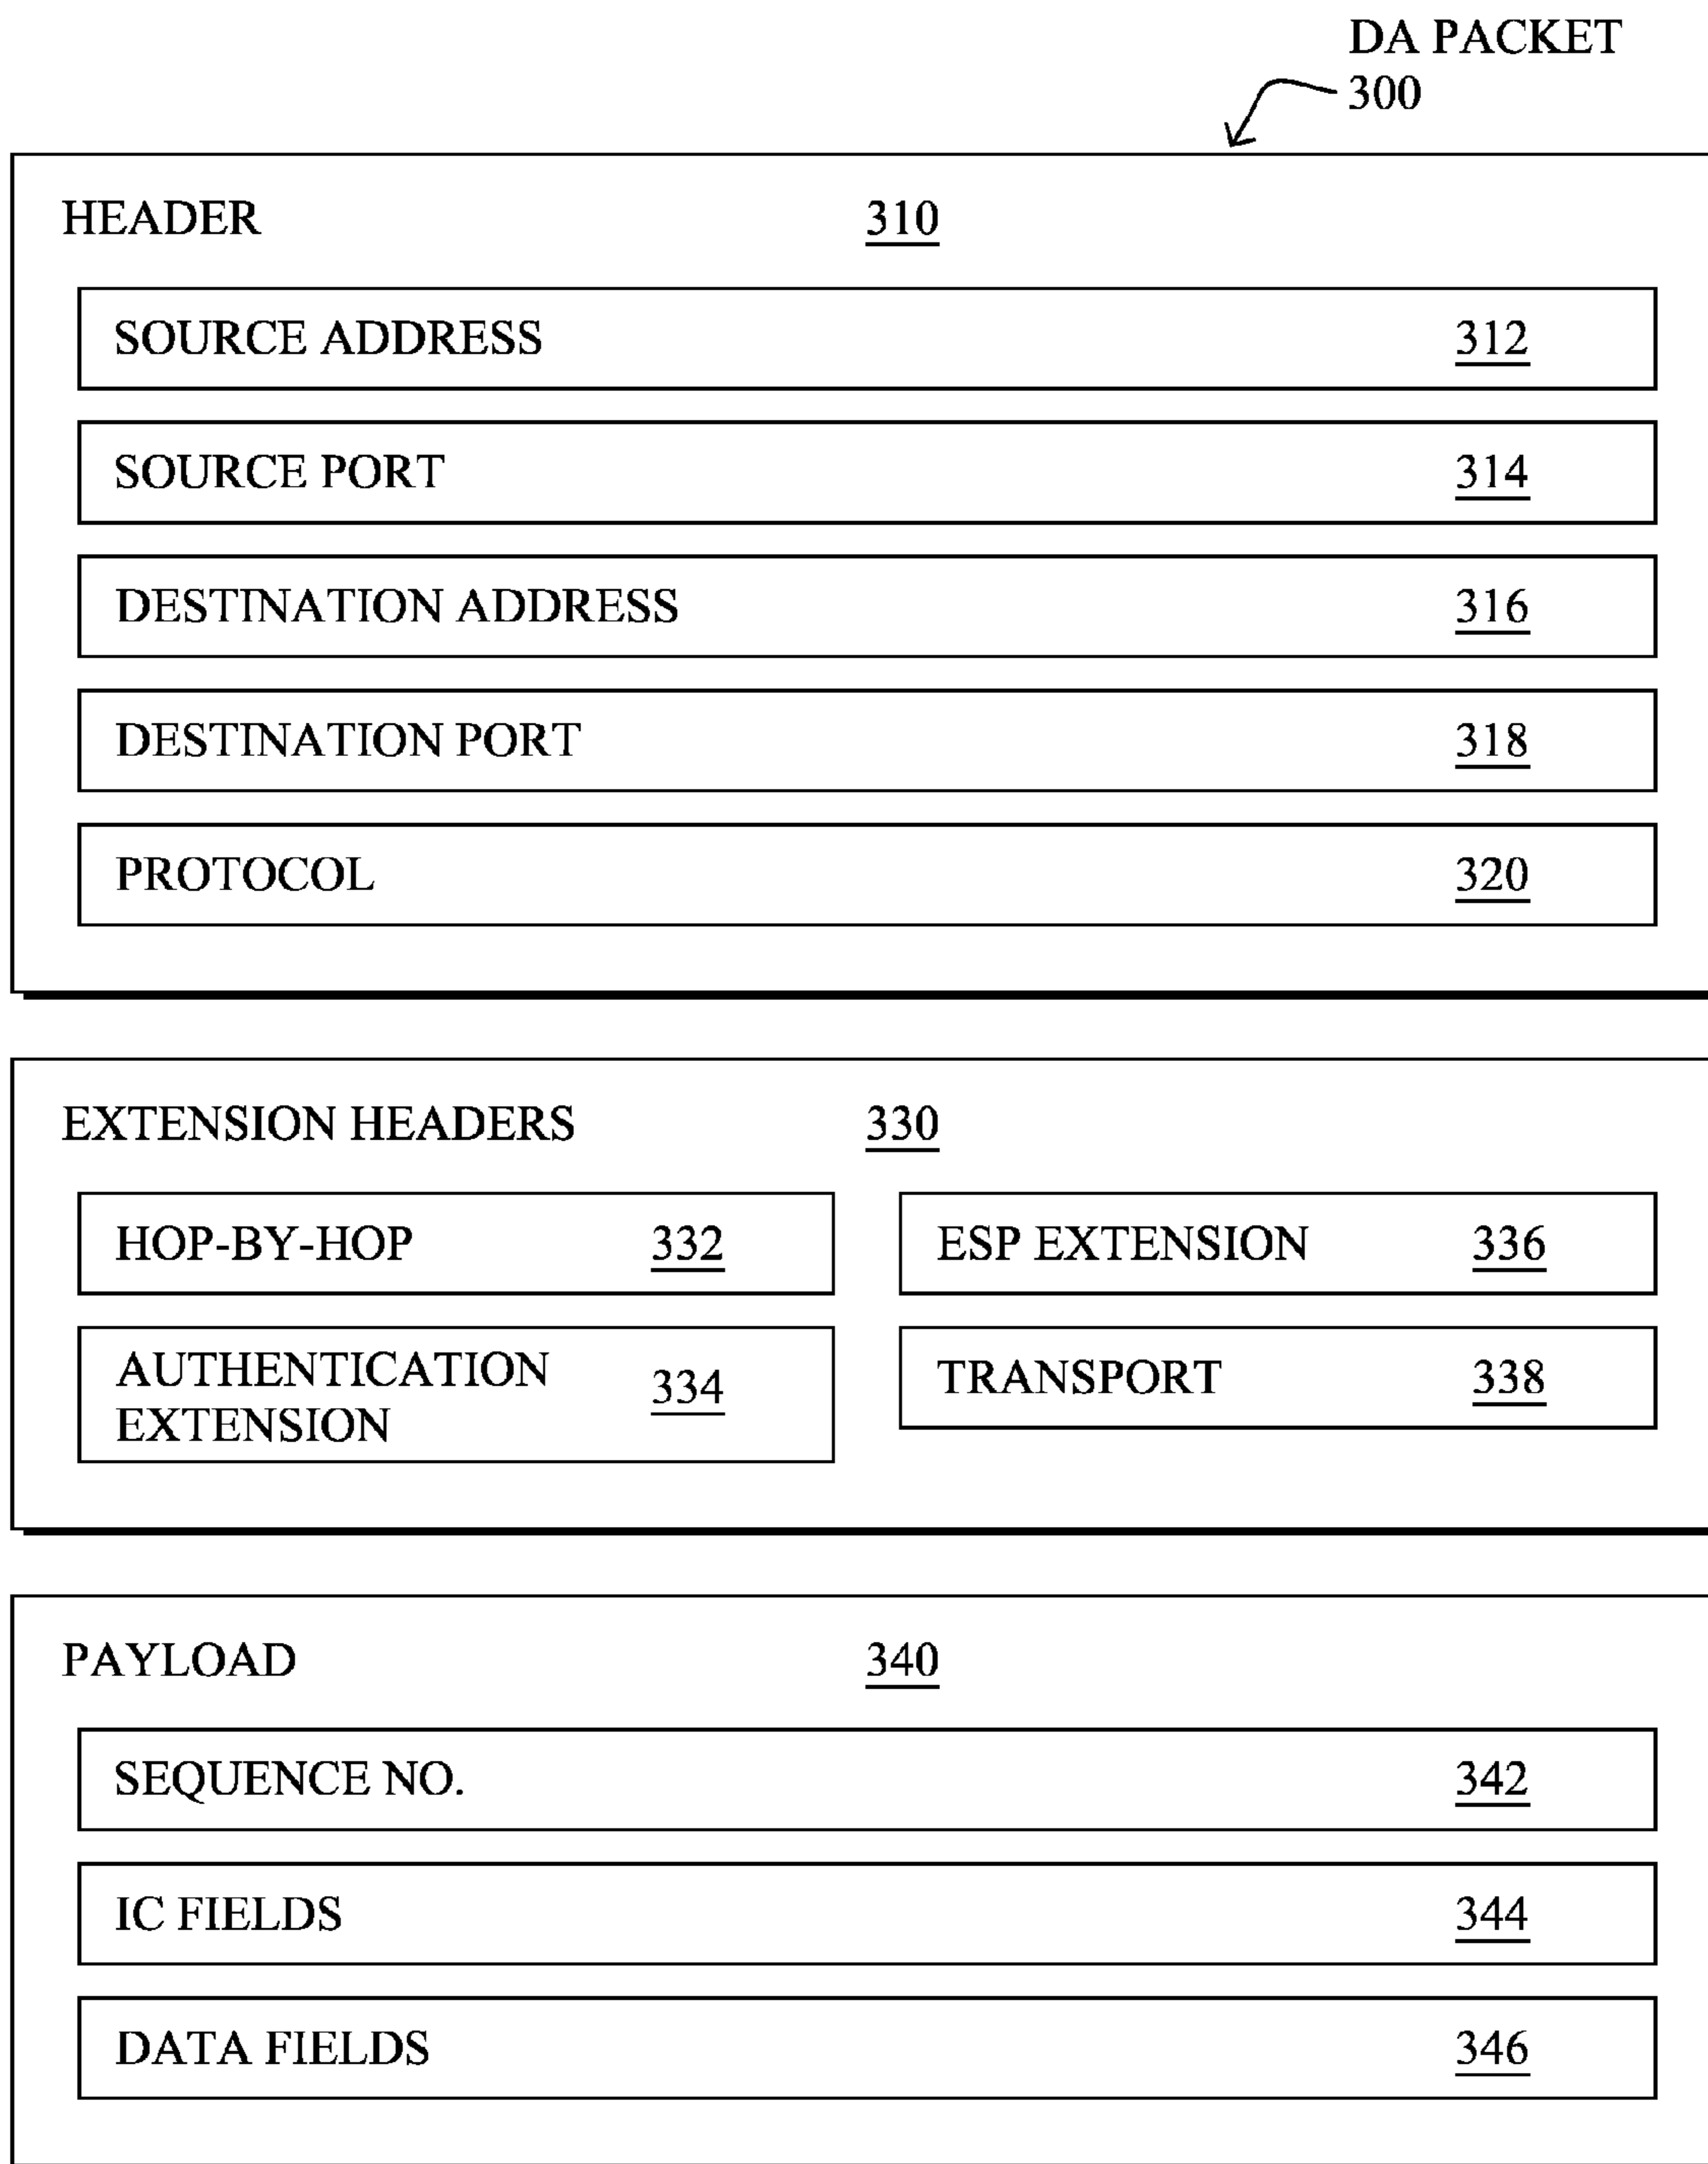 DA PACKET
300
HEADER 310
SOURCE ADDRESS 312
SOURCE PORT 314
DESTINATION ADDRESS 316
DESTINATION PORT 318
PROTOCOL 320
EXTENSION HEADERS 330
HOP-BY-HOP 332
ESP EXTENSION 336
AUTHENTICATION
EXTENSION 334
TRANSPORT 338
PAYLOAD 340
SEQUENCE NO. 342
IC FIELDS 344
DATA FIELDS 346